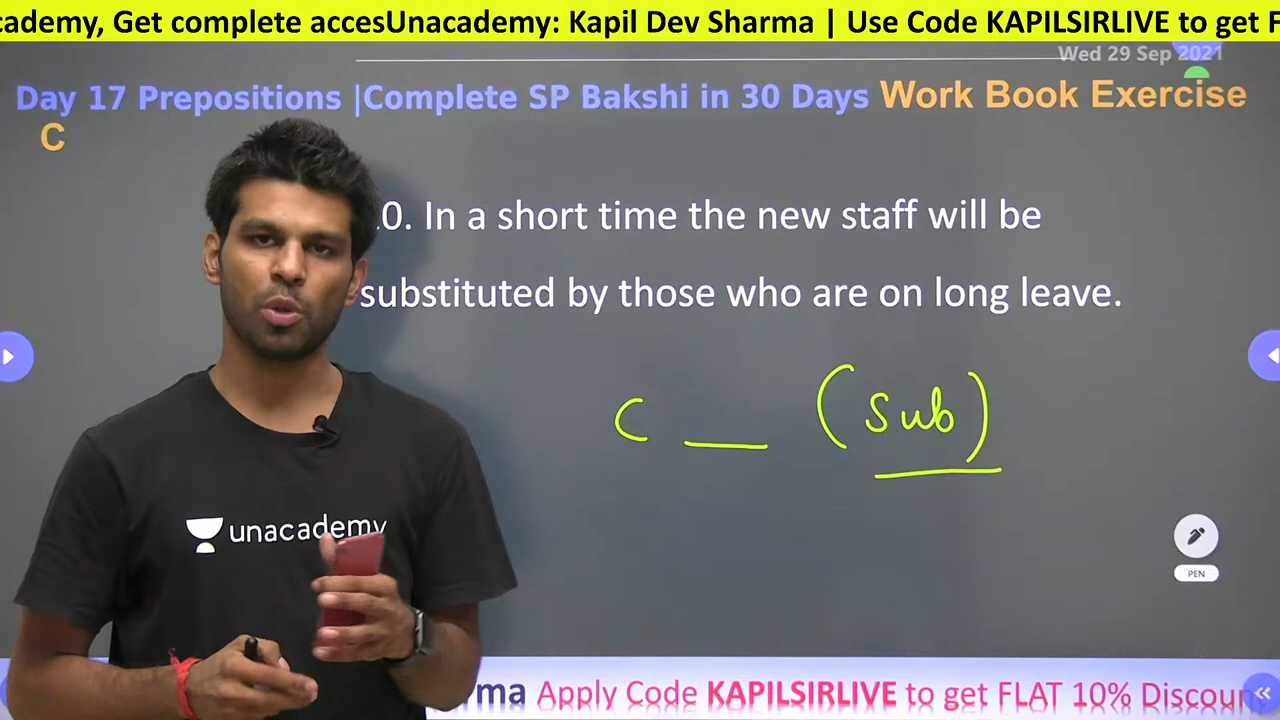 cademy, Get complete accesUnacademy: Kapil Dev Sharma | Use Code KAPILSIRLIVE to get F
Wed 29 Sep 2021
Day 17 Prepositions |Complete SP Bakshi in 30 Days Work Book Exercise
C
0. In a short time the new staff will be
substituted by those who are on long leave.
C __ (Sub)
unacademy
PEN
ma Apply Code KAPILSIRLIVE to get FLAT 10% Discoun